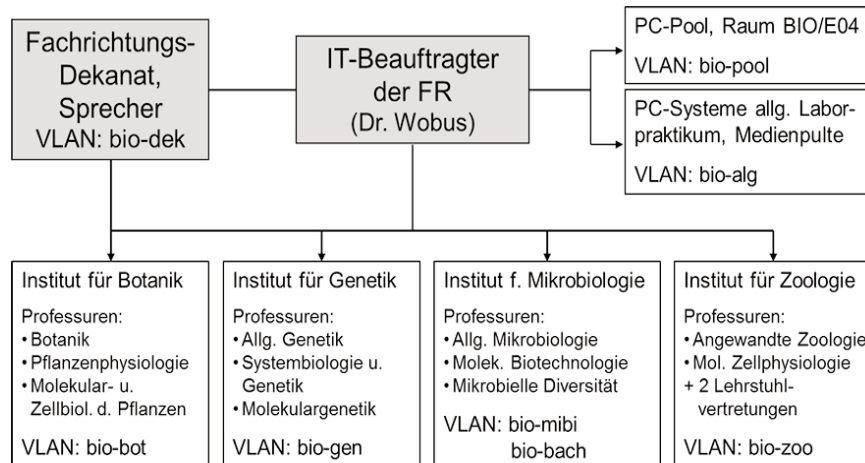 Fachrichtungs-
Dekanat,
Sprecher
VLAN: bio-dek
IT-Beauftragter
der FR
(Dr. Wobus)
PC-Pool, Raum BIO/E04
VLAN: bio-pool
PC-Systeme allg. Labor-
praktikum, Medienpulte
VLAN: bio-alg
Institut für Botanik
Professuren:
• Botanik
• Pflanzenphysiologie
• Molekular- u.
Zellbiol. d. Pflanzen
VLAN: bio-bot
Institut für Genetik
Professuren:
• Allg. Genetik
• Systembiologie u.
Genetik
• Molekulargenetik
VLAN: bio-gen
Institut f. Mikrobiologie
Professuren:
• Allg. Mikrobiologie
• Molek. Biotechnologie
• Mikrobielle Diversität
VLAN: bio-mibi
bio-bach
Institut für Zoologie
Professuren:
• Angewandte Zoologie
• Mol. Zellphysiologie
+ 2 Lehrstuhl-
vertretungen
VLAN: bio-zoo